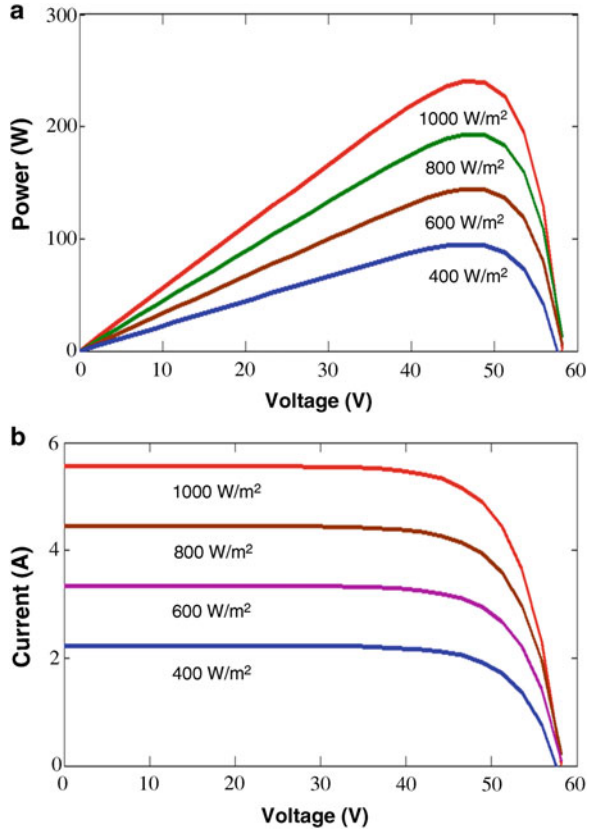 a
300
200
100
0
Power (W)
1000 W/m²
800 W/m²
600 W/m²
400 W/m²
0 10 20 30 40 50 60
Voltage (V)
b
6
4
2
0
Current (A)
1000 W/m²
800 W/m²
600 W/m²
400 W/m²
0 10 20 30 40 50 60
Voltage (V)